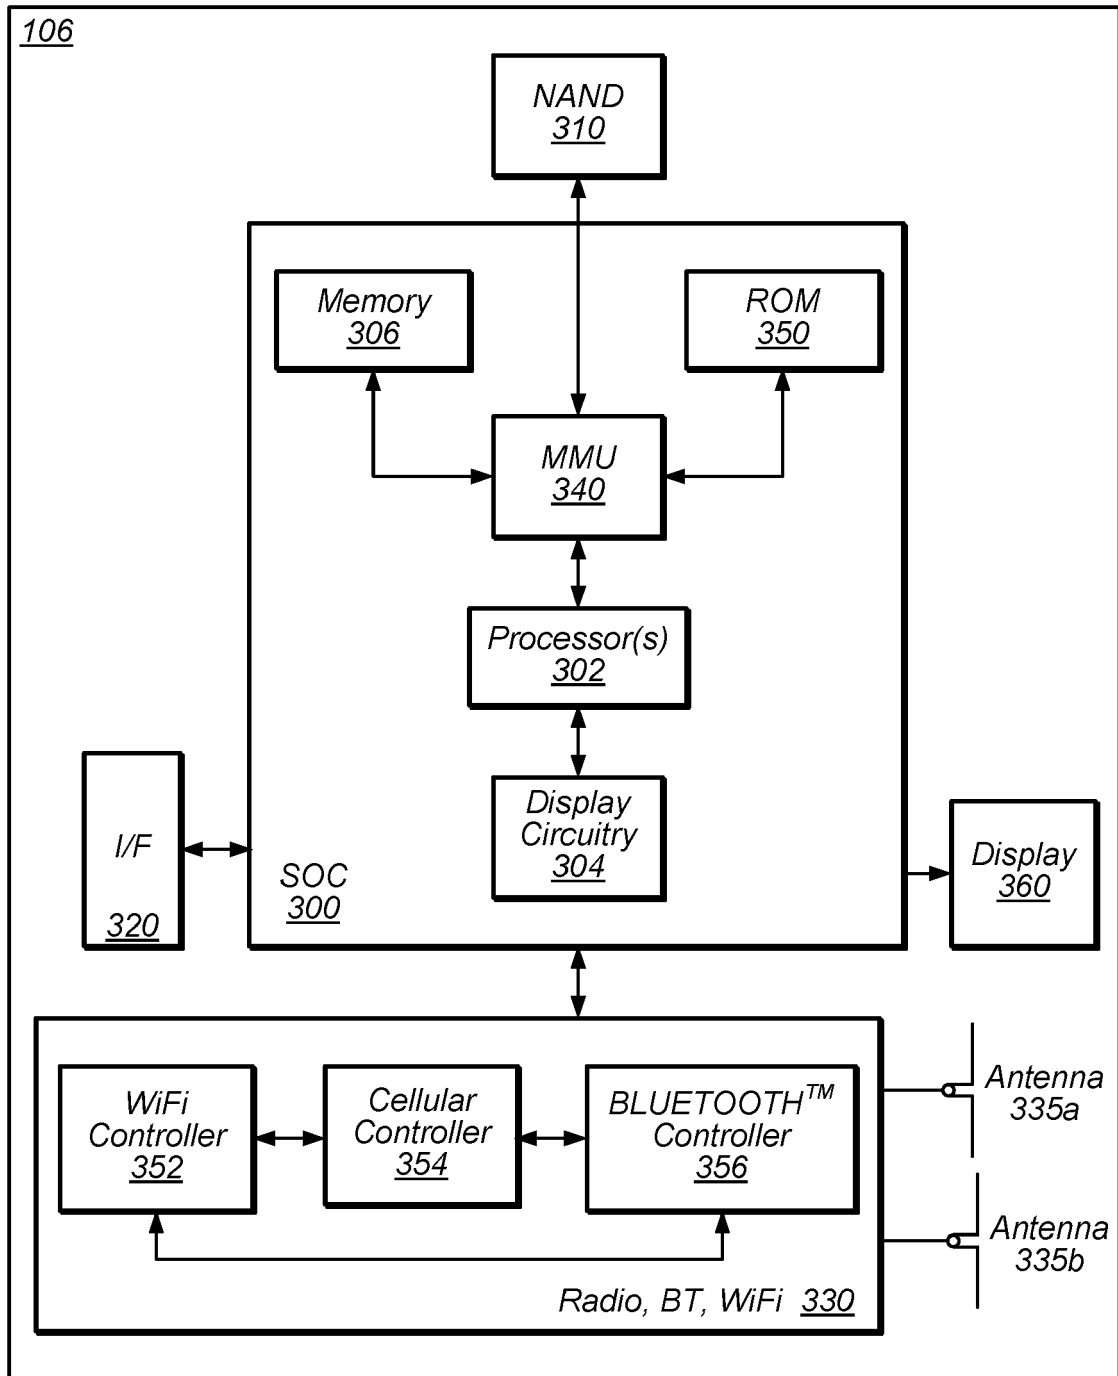 106
NAND
310
Memory
306
ROM
350
MMU
340
Processor(s)
302
Display
Circuitry
304
I/F
320
SOC
300
Display
360
WiFi
Controller
352
Cellular
Controller
354
BLUETOOTH™
Controller
356
Antenna
335a
Antenna
335b
Radio, BT, WiFi 330